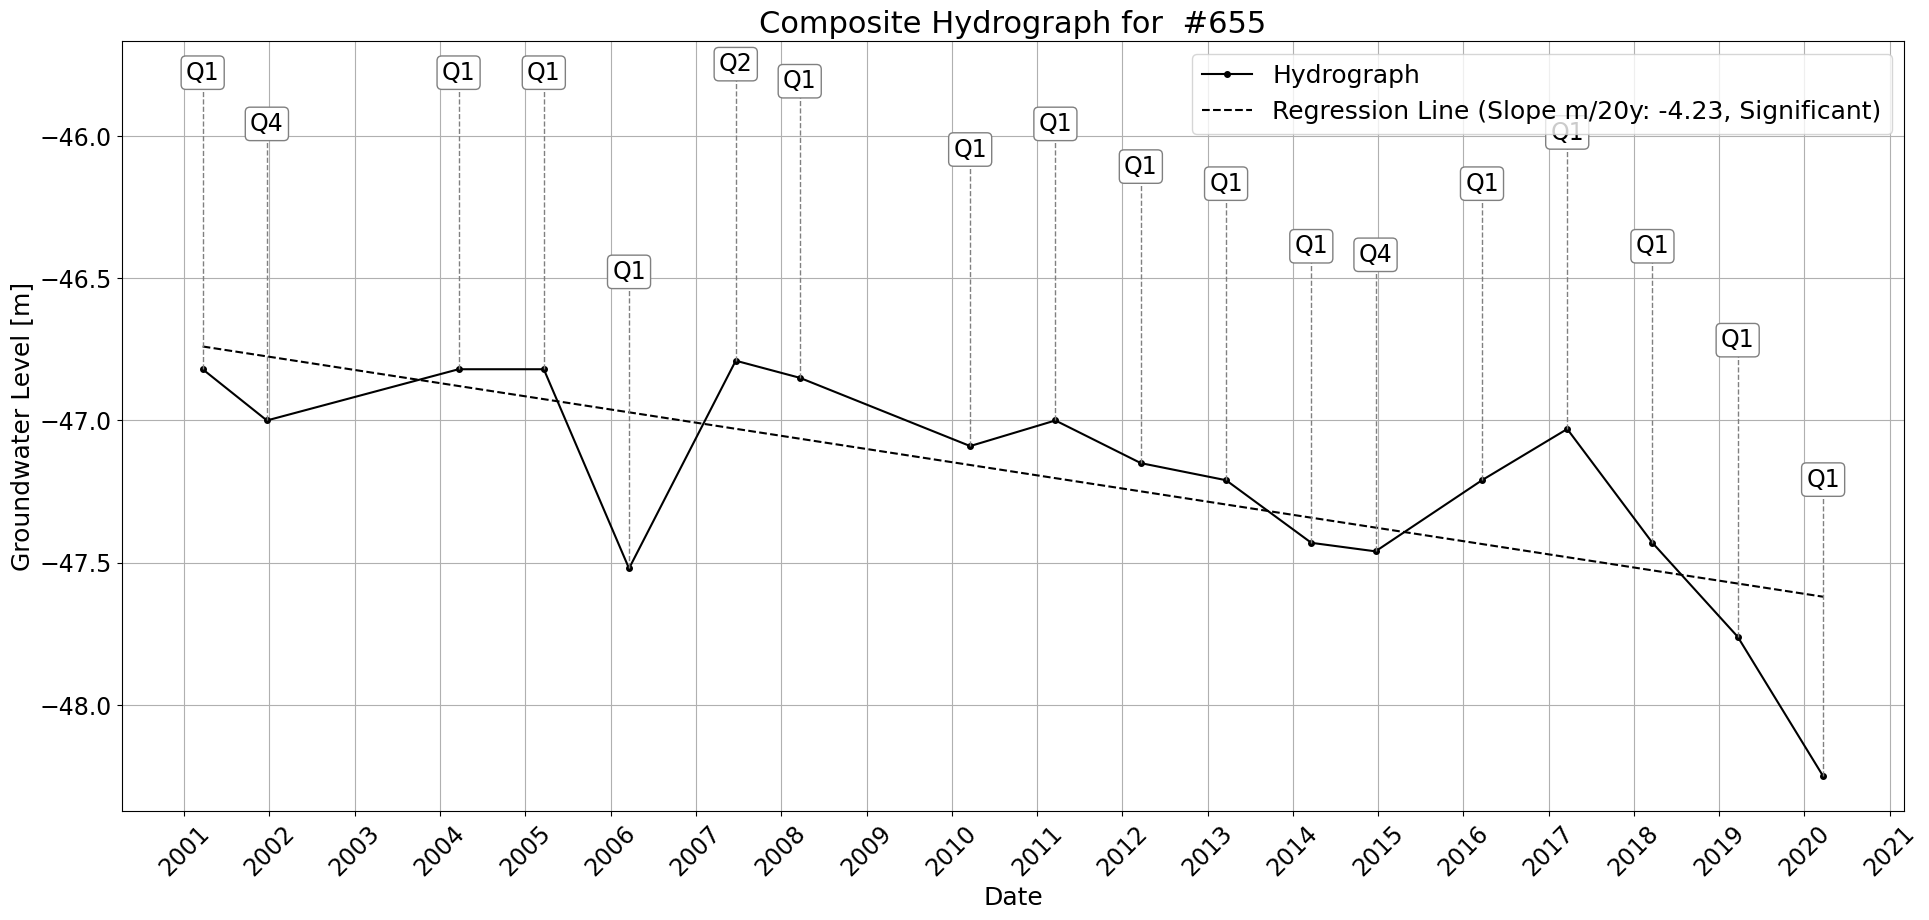 Composite Hydrograph for  #655
Hydrograph
Regression Line (Slope m/20y: -4.23, Significant)
Q1
Q4
Q1
Q1
Q1
Q2
Q1
Q1
Q1
Q1
Q1
Q1
Q4
Q1
Q1
Q1
Q1
Q1
Groundwater Level [m]
−46.0
−46.5
−47.0
−47.5
−48.0
2001
2002
2003
2004
2005
2006
2007
2008
2009
2010
2011
2012
2013
2014
2015
2016
2017
2018
2019
2020
2021
Date